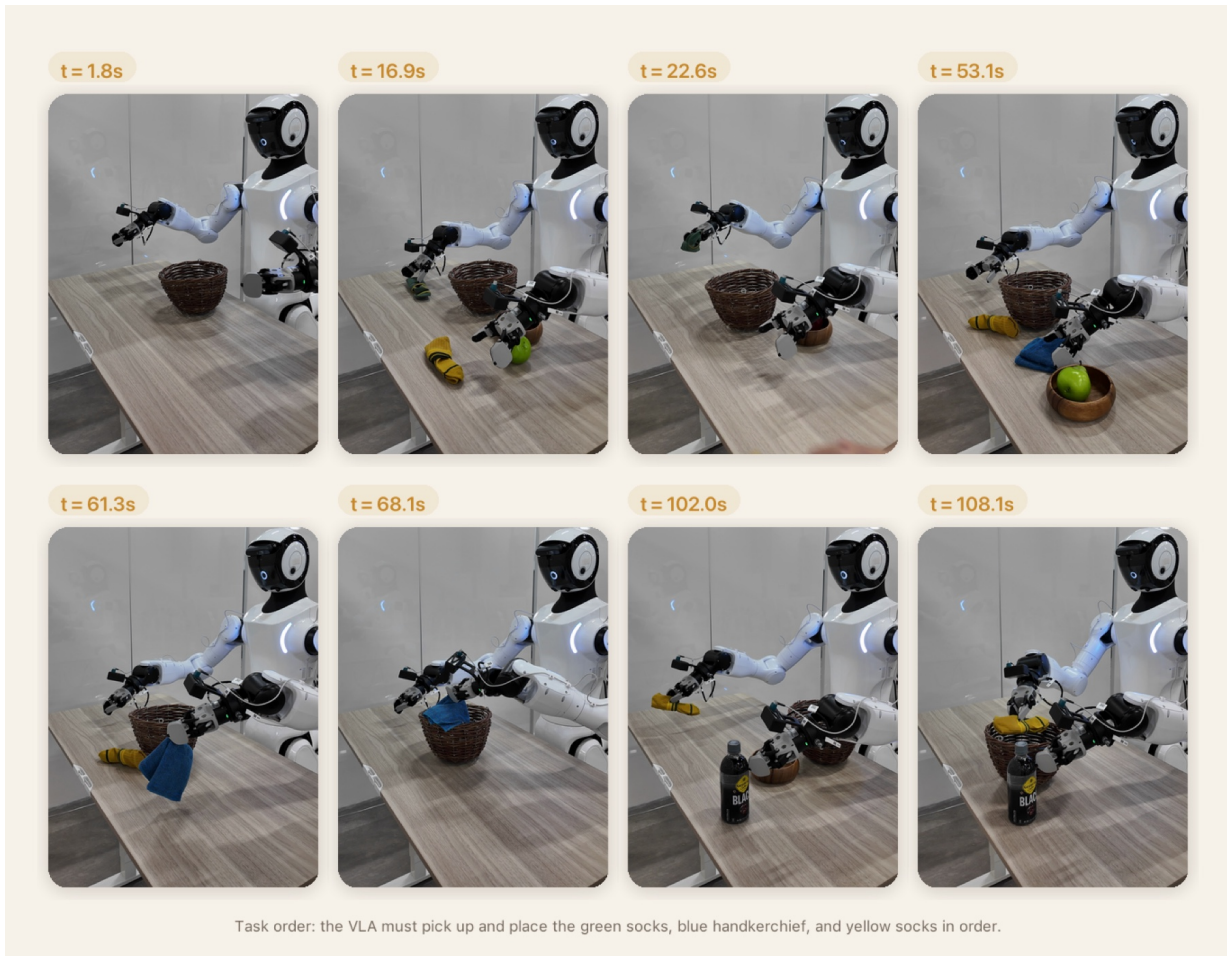 t = 1.8s
t = 16.9s
t = 22.6s
t = 53.1s
t = 61.3s
t = 68.1s
t = 102.0s
t = 108.1s
BLAC
BLA
Task order: the VLA must pick up and place the green socks, blue handkerchief, and yellow socks in order.